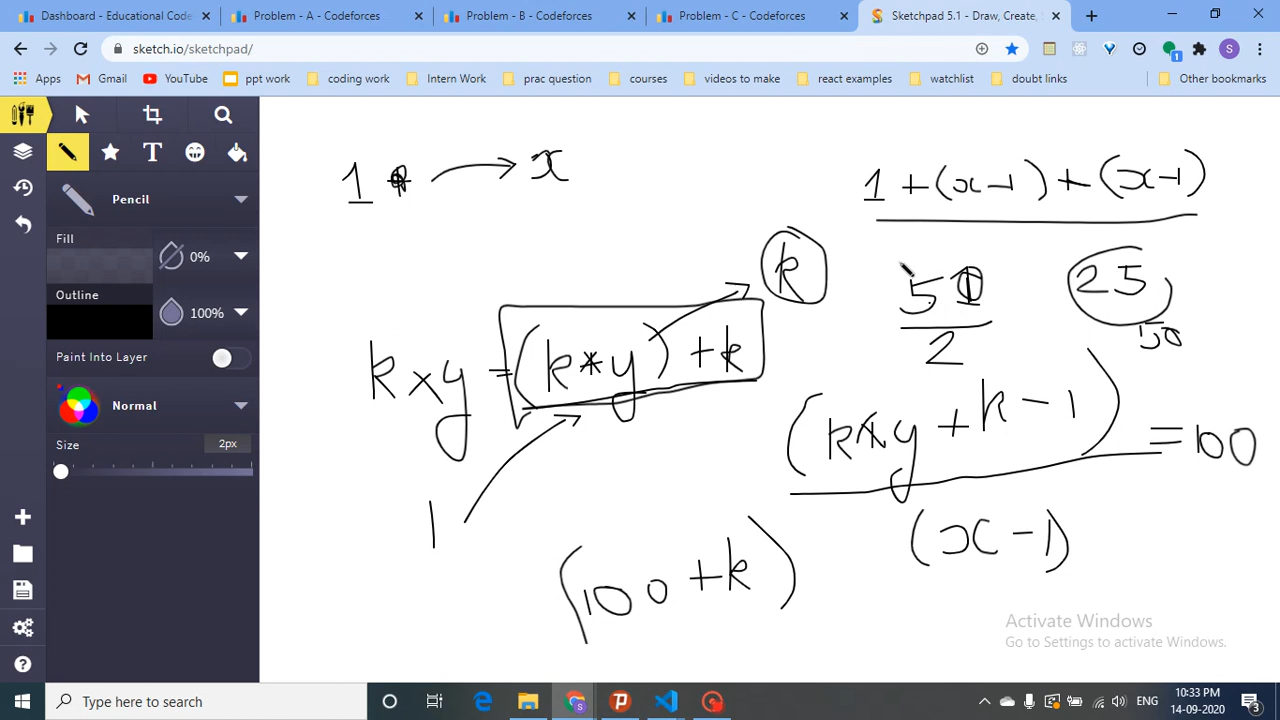 Dashboard - Educational Codef
Problem - A - Codeforces
Problem - B - Codeforces
Problem - C - Codeforces
Sketchpad 5.1 - Draw, Create,
sketch.io/sketchpad/
S
1
Apps
Gmail
YouTube
ppt work
coding work
Intern Work
prac question
courses
videos to make
react examples
watchlist
doubt links
Other bookmarks
Pencil
Fill
0%
Outline
100%
Paint Into Layer
Normal
Size
2px
1 → x
1 + (x-1) + (x-1)
k
25
50
2
k x y = (k*y) + k
(k*y + k - 1) = 100
(x-1)
1
(100 + k)
Activate Windows
Go to Settings to activate Windows.
Type here to search
ENG
10:33 PM
14-09-2020